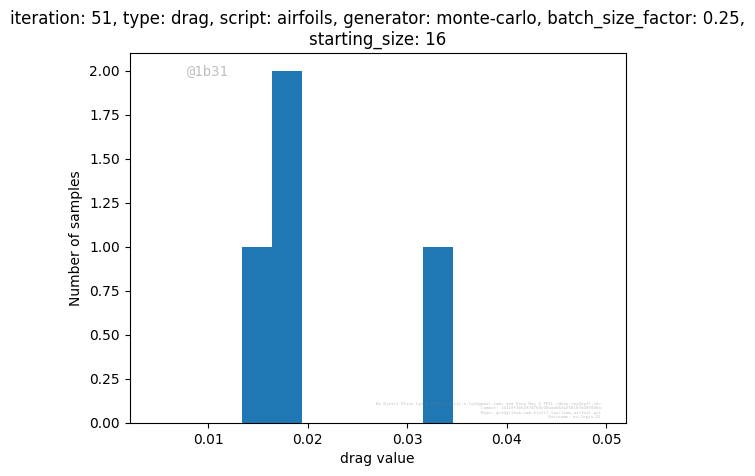 iteration: 51, type: drag, script: airfoils, generator: monte-carlo, batch_size_factor: 0.25,
starting_size: 16
@1b31
2.00
1.75
1.50
1.25
1.00
0.75
0.50
0.25
0.00
Number of samples
0.01
0.02
0.03
0.04
0.05
drag value